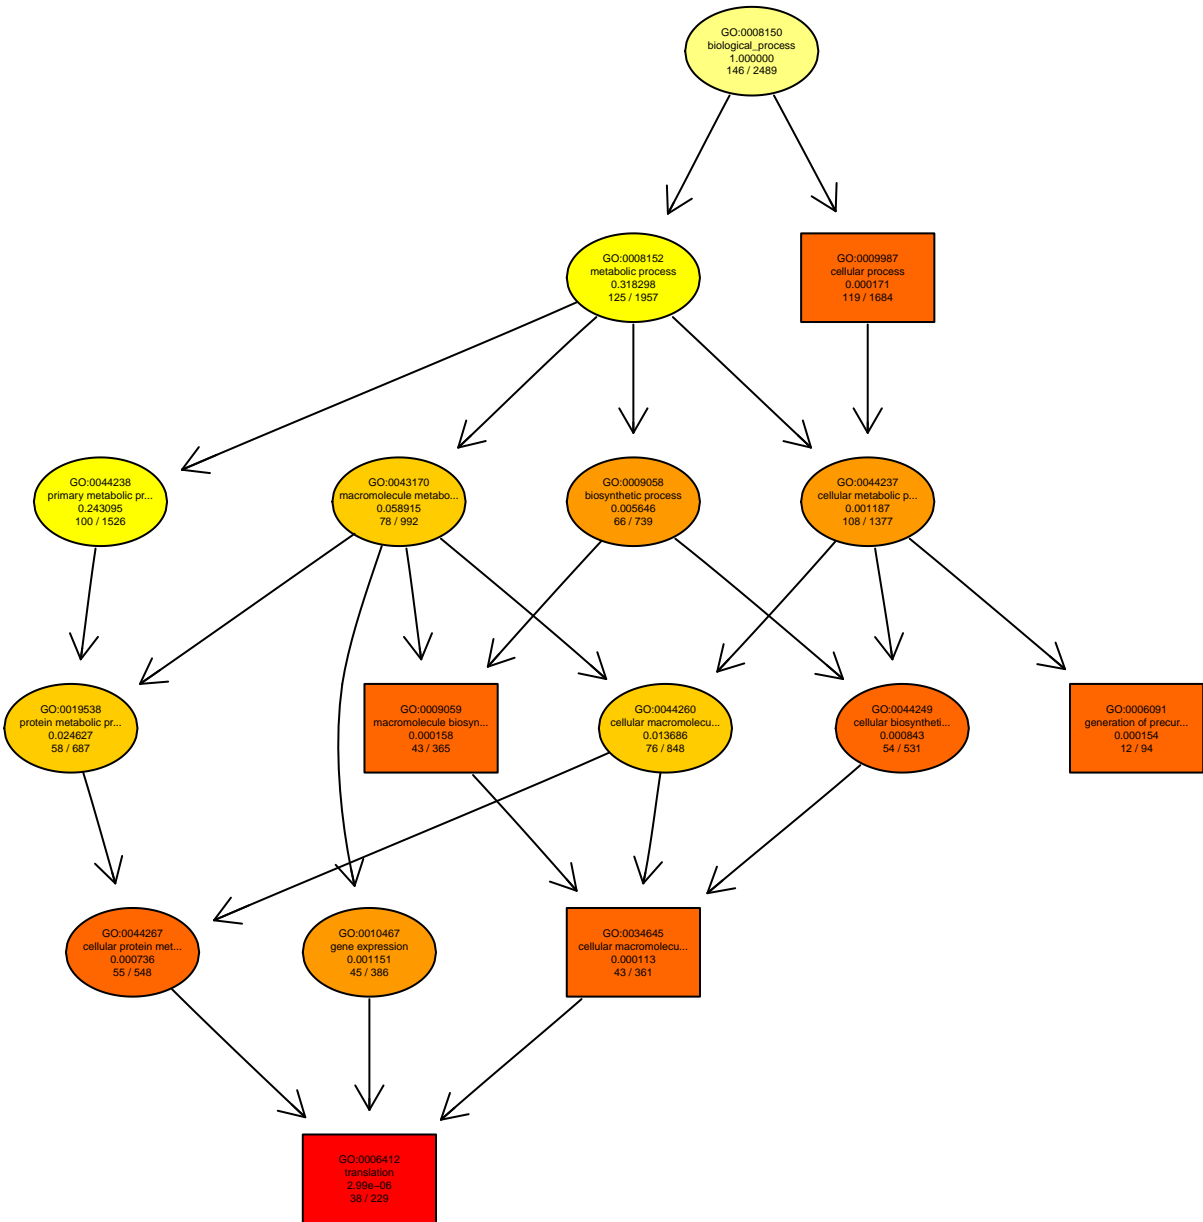 GO:0008150
biological_process
1.000000
146 / 2489
GO:0008152
metabolic process
0.318298
125 / 1957
GO:0009987
cellular process
0.000171
119 / 1684
GO:0044238
primary metabolic pr...
0.243095
100 / 1526
GO:0043170
macromolecule metabo...
0.058915
78 / 992
GO:0009058
biosynthetic process
0.005646
66 / 739
GO:0044237
cellular metabolic p...
0.001187
108 / 1377
GO:0019538
protein metabolic pr...
0.024627
58 / 687
GO:0009059
macromolecule biosyn...
0.000158
43 / 365
GO:0044260
cellular macromolecu...
0.013686
76 / 848
GO:0044249
cellular biosyntheti...
0.000843
54 / 531
GO:0006091
generation of precur...
0.000154
12 / 94
GO:0044267
cellular protein met...
0.000736
55 / 548
GO:0010467
gene expression
0.001151
45 / 386
GO:0034645
cellular macromolecu...
0.000113
43 / 361
GO:0006412
translation
2.99e−06
38 / 229